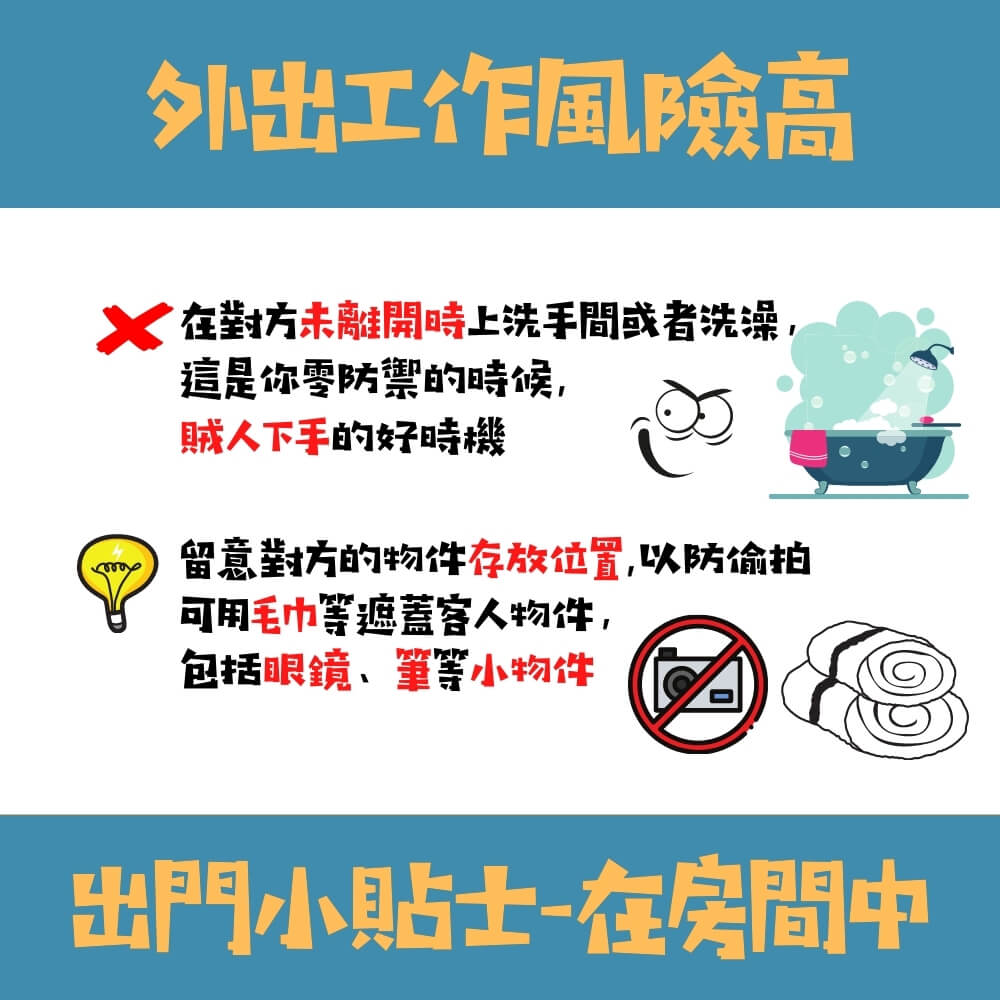 外出工作風險高
在對方未離開時上洗手間或者洗澡,
這是你零防禦的時候,
賊人下手的好時機
留意對方的物件存放位置,以防偷拍
可用毛巾等遮蓋客人物件,
包括眼鏡、筆等小物件
出門小貼士-在房間中